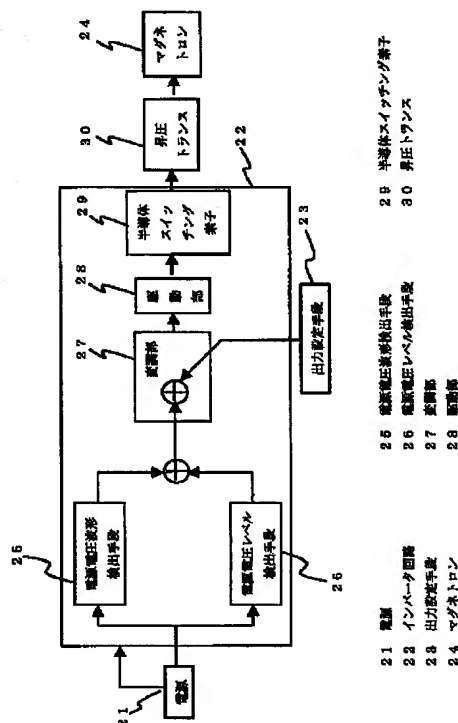 21
電源
25
電源電圧波形
検出手段
26
電源電圧レベル
検出手段
27
変調部
28
駆動部
29
半導体
スイッ
チング
素子
30
昇圧
トランス
24
マグネ
トロン
22
23
出力設定手段
21 電源
22 インバータ回路
23 出力設定手段
24 マグネトロン
25 電源電圧波形検出手段
26 電源電圧レベル検出手段
27 変調部
28 駆動部
29 半導体スイッチング素子
30 昇圧トランス